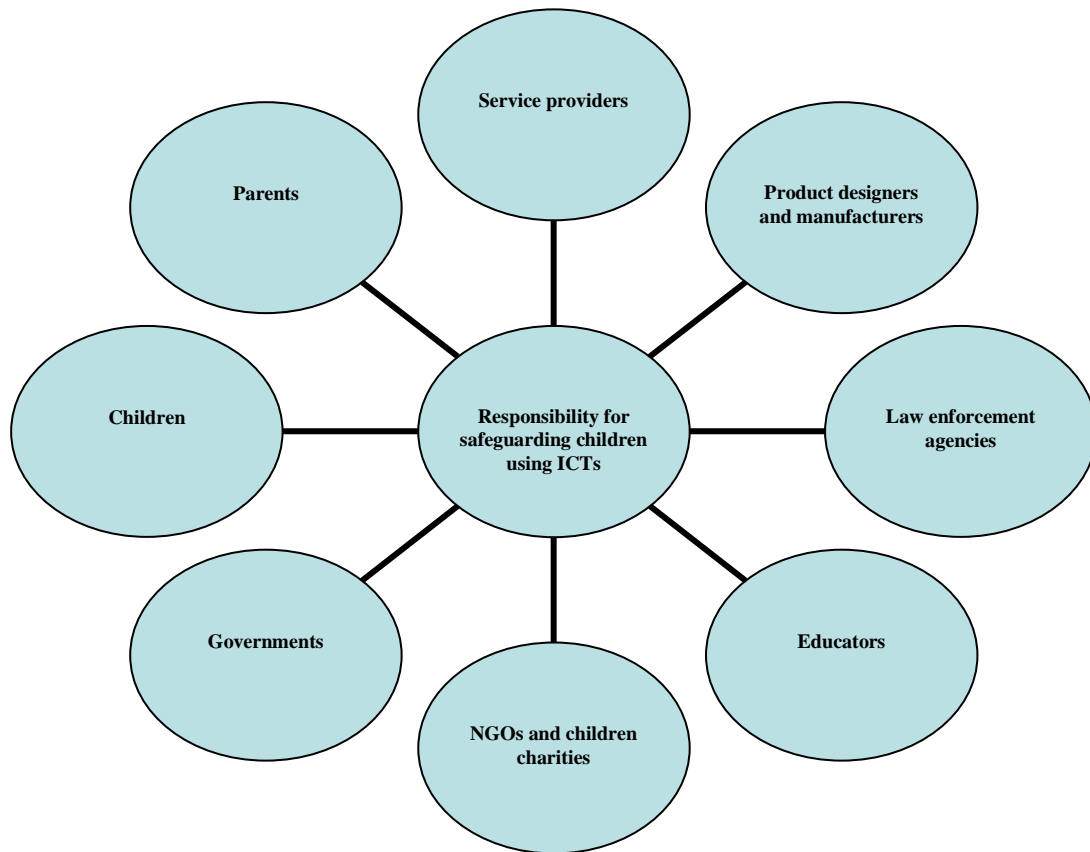 Service providers
Parents
Product designers
and manufacturers
Children
Responsibility for
safeguarding children
using ICTs
Law enforcement
agencies
Governments
Educators
NGOs and children
charities